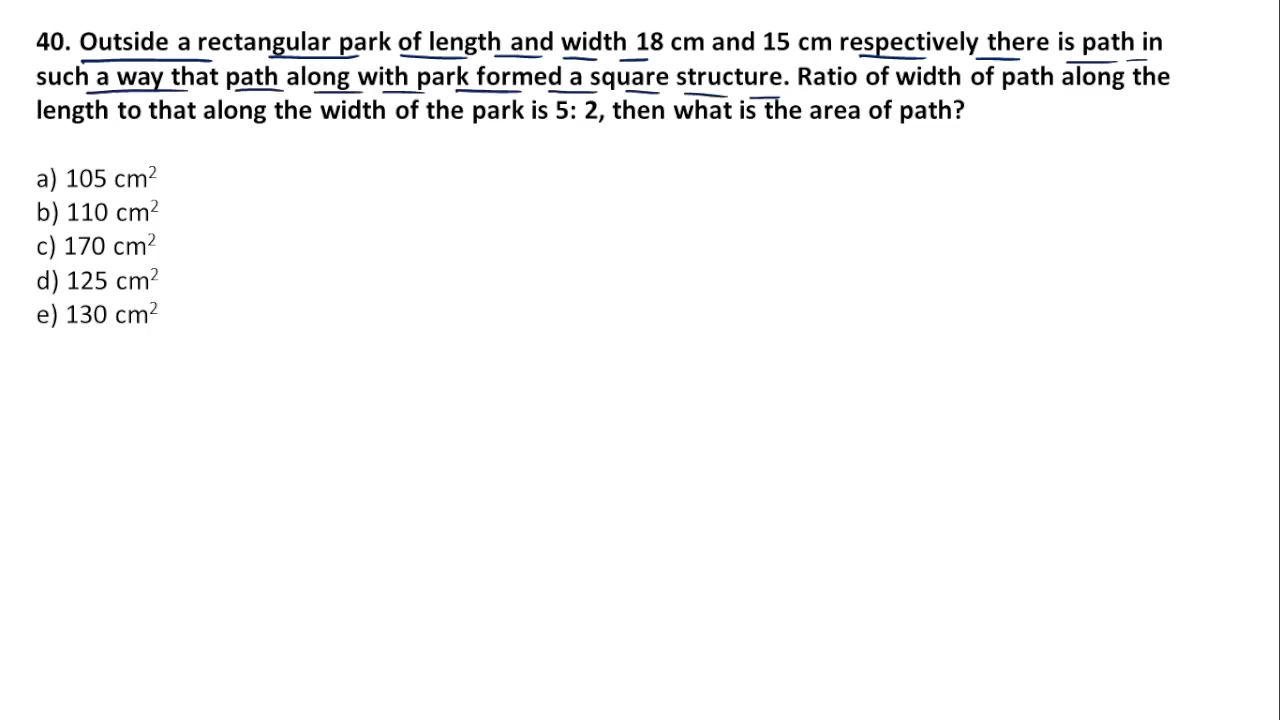 40. Outside a rectangular park of length and width 18 cm and 15 cm respectively there is path in
such a way that path along with park formed a square structure. Ratio of width of path along the
length to that along the width of the park is 5: 2, then what is the area of path?
a) 105 cm²
b) 110 cm²
c) 170 cm²
d) 125 cm²
e) 130 cm²